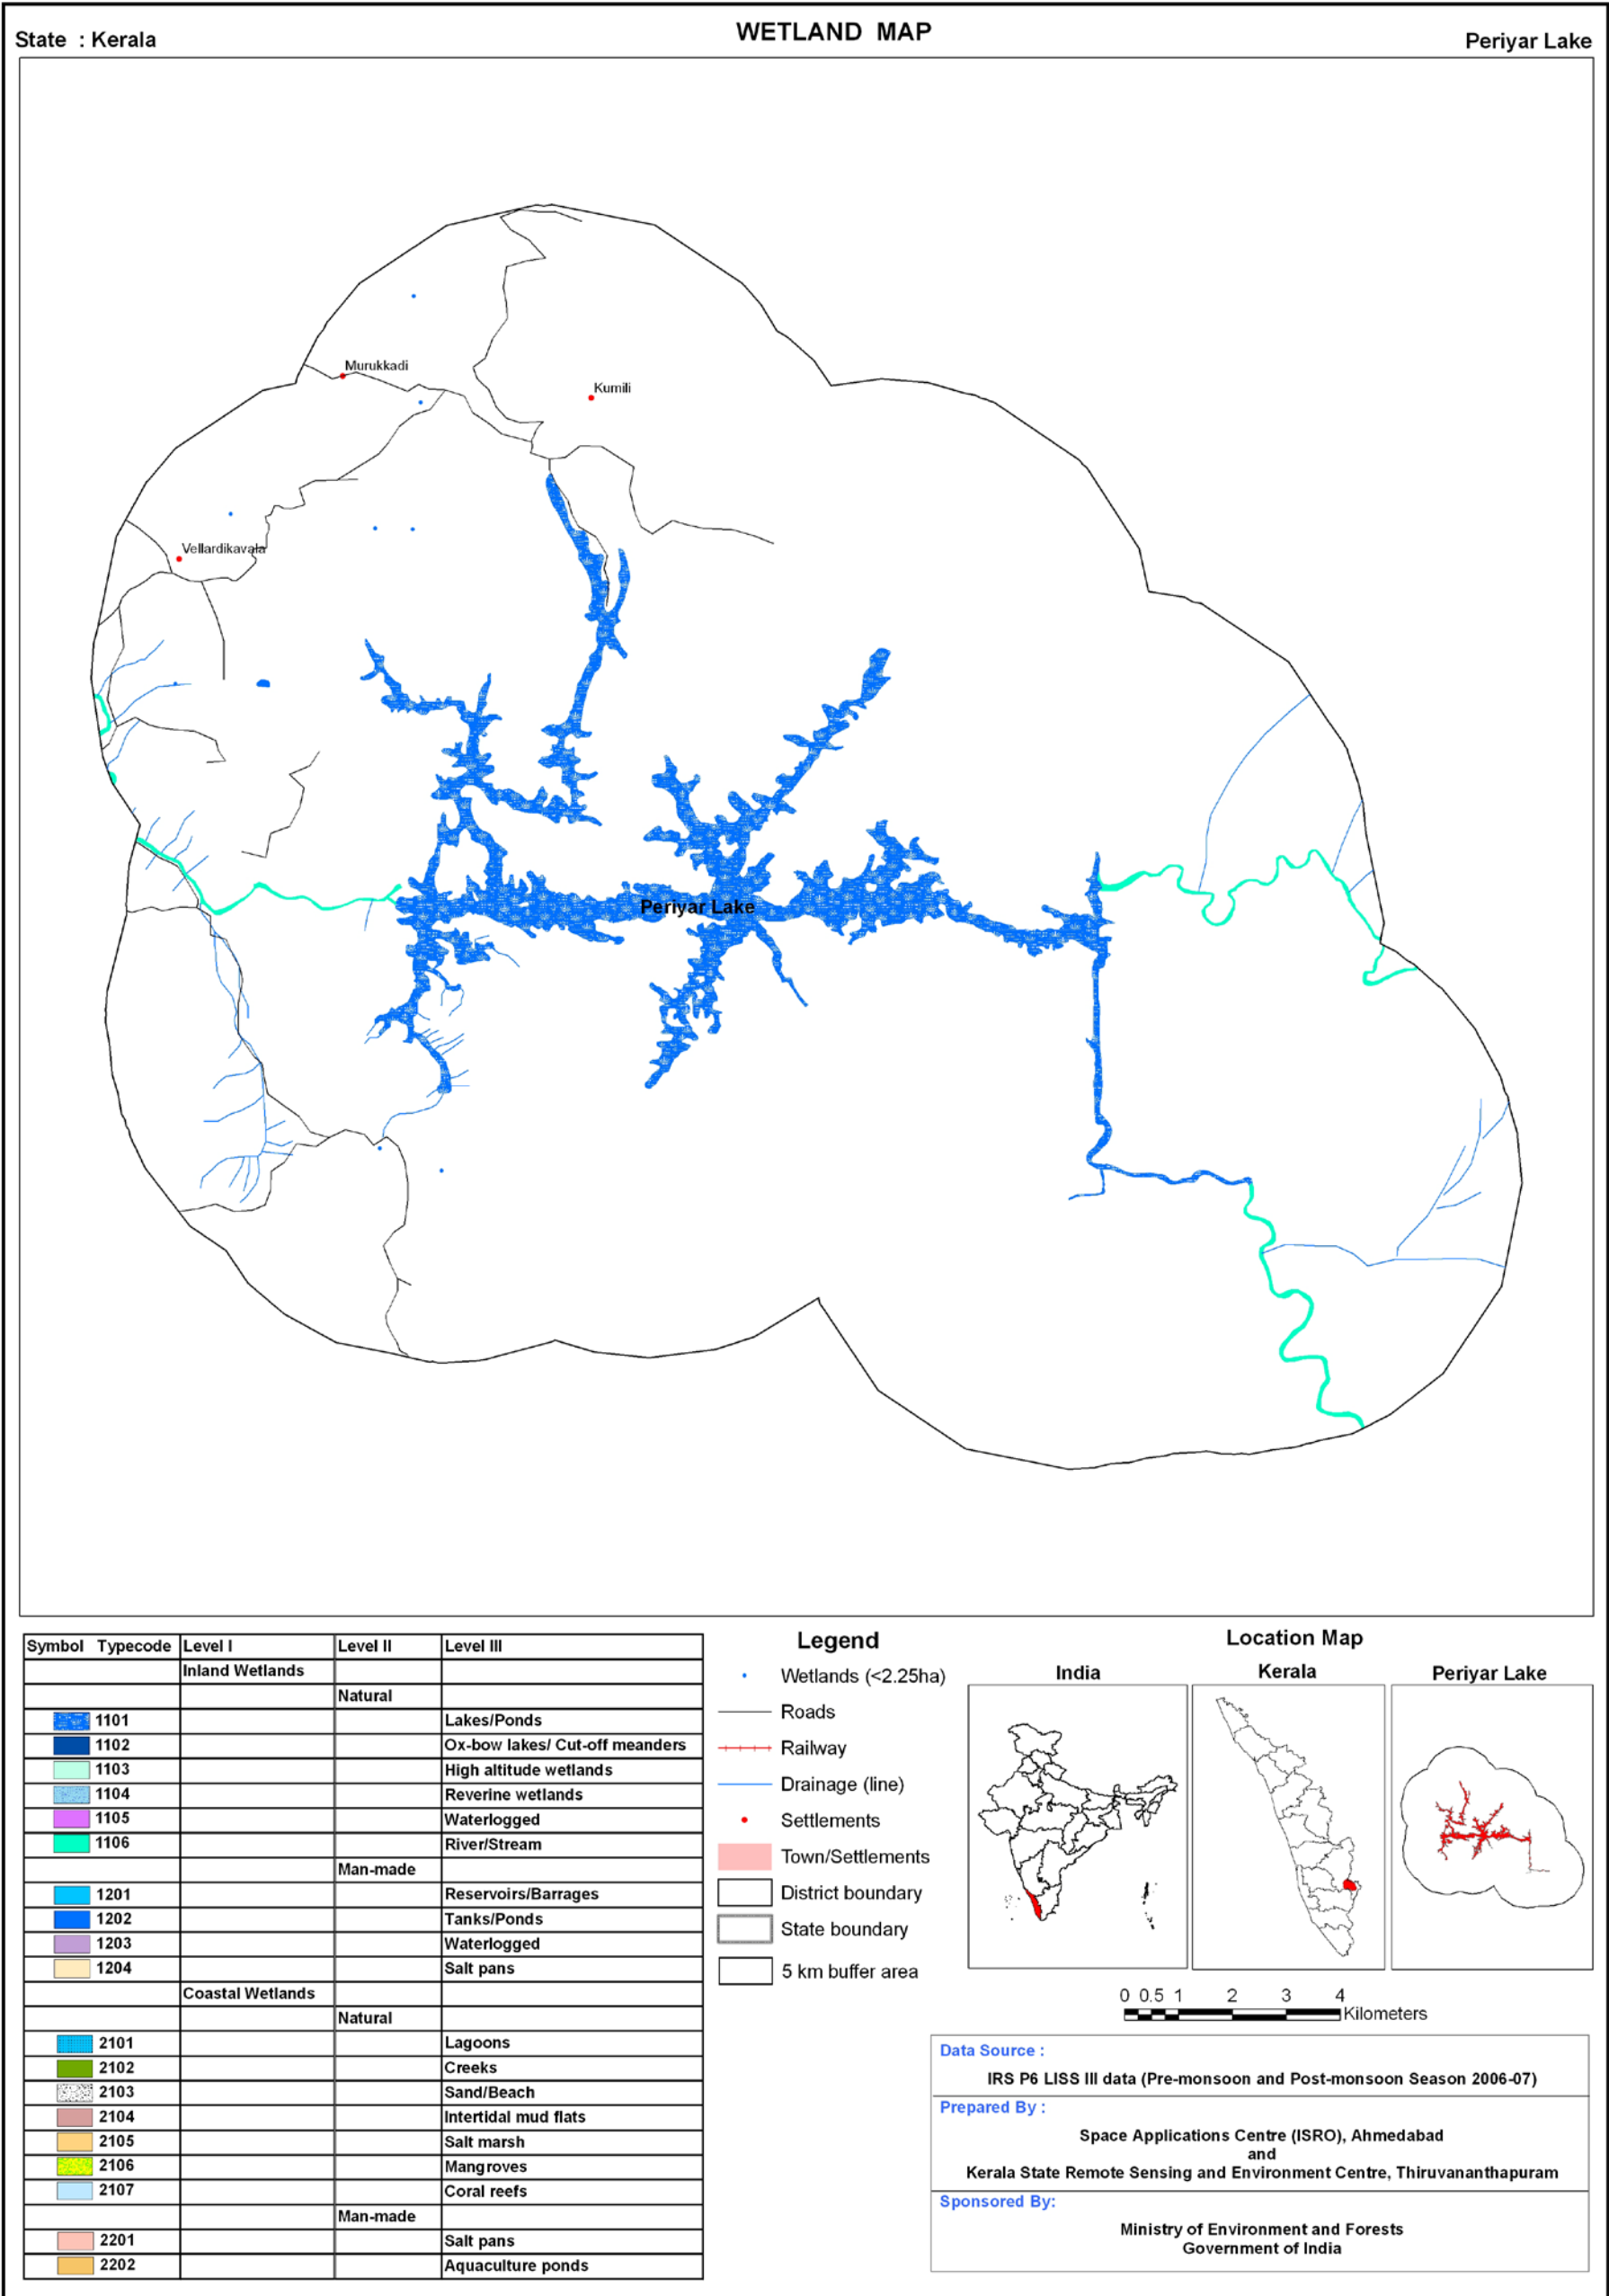 State : Kerala
WETLAND MAP
Periyar Lake
Murukkadi
Kumili
Vellardikavala
Periyar Lake
Symbol Typecode Level I Level II Level III
Inland Wetlands
Natural
1101 Lakes/Ponds
1102 Ox-bow lakes/ Cut-off meanders
1103 High altitude wetlands
1104 Reverine wetlands
1105 Waterlogged
1106 River/Stream
Man-made
1201 Reservoirs/Barrages
1202 Tanks/Ponds
1203 Waterlogged
1204 Salt pans
Coastal Wetlands
Natural
2101 Lagoons
2102 Creeks
2103 Sand/Beach
2104 Intertidal mud flats
2105 Salt marsh
2106 Mangroves
2107 Coral reefs
Man-made
2201 Salt pans
2202 Aquaculture ponds
Legend
Wetlands (<2.25ha)
Roads
Railway
Drainage (line)
Settlements
Town/Settlements
District boundary
State boundary
5 km buffer area
Location Map
India
Kerala
Periyar Lake
0 0.5 1 2 3 4
Kilometers
Data Source :
IRS P6 LISS III data (Pre-monsoon and Post-monsoon Season 2006-07)
Prepared By :
Space Applications Centre (ISRO), Ahmedabad
and
Kerala State Remote Sensing and Environment Centre, Thiruvananthapuram
Sponsored By:
Ministry of Environment and Forests
Government of India